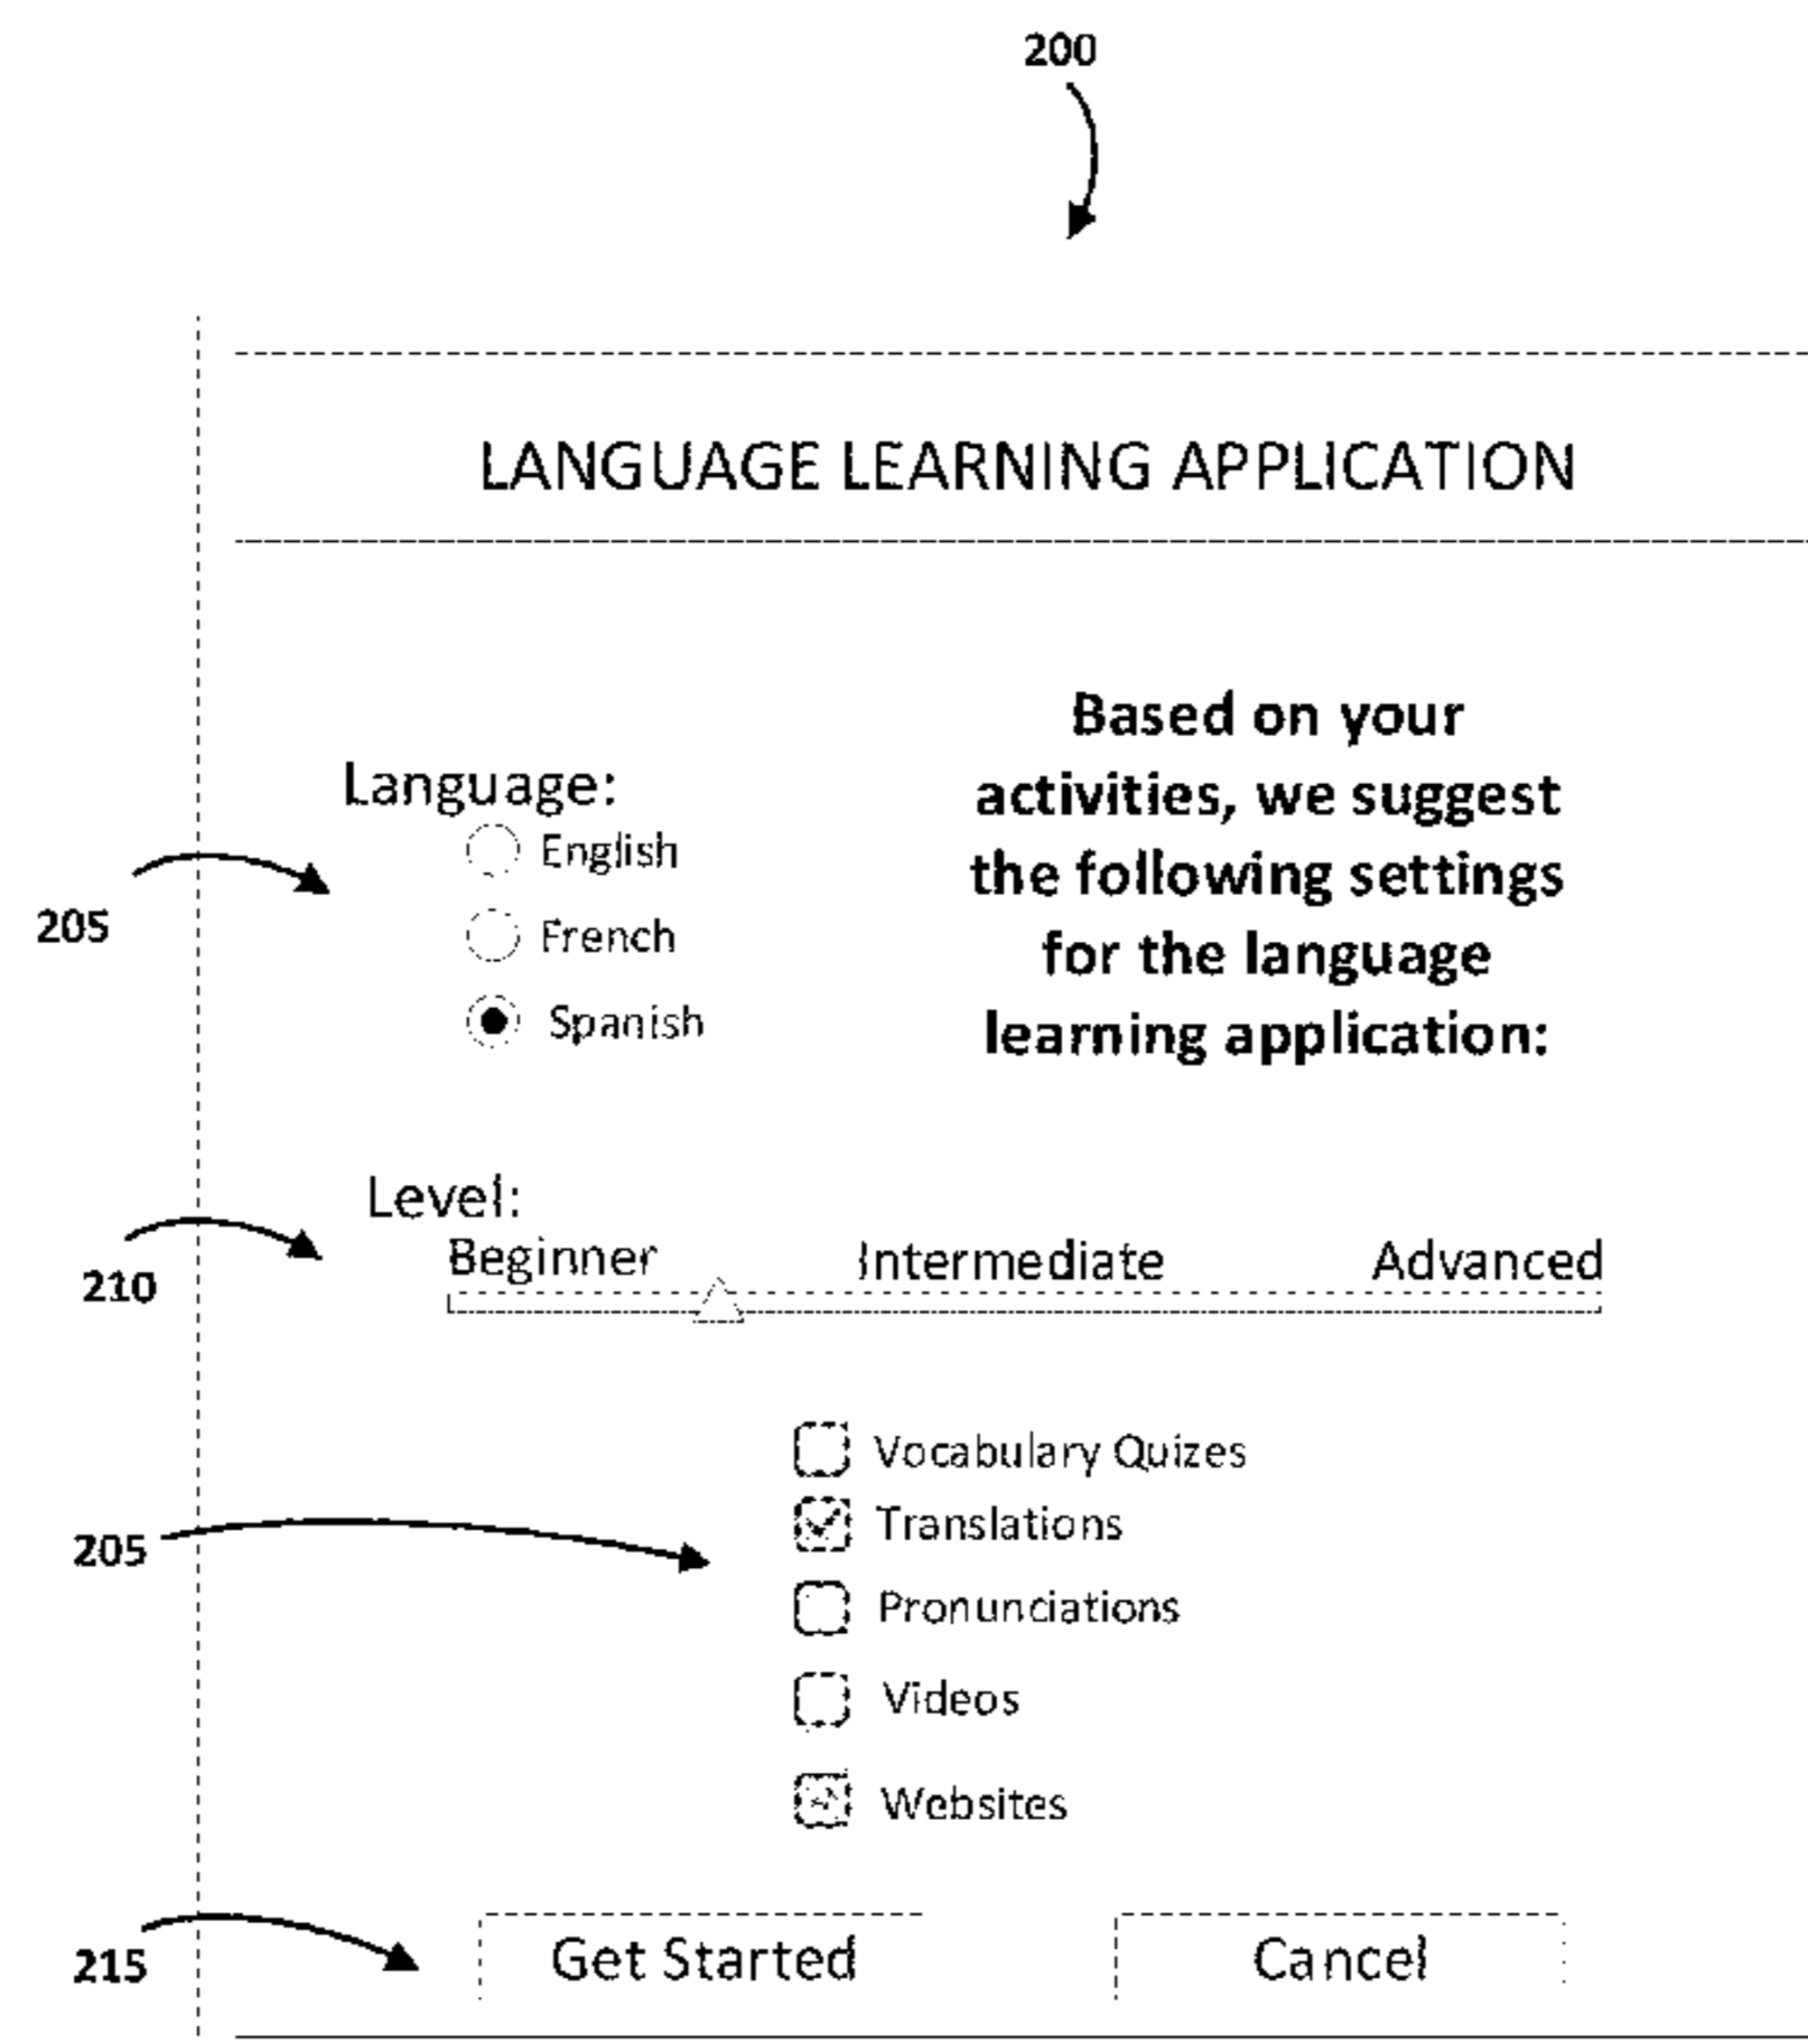 200
LANGUAGE LEARNING APPLICATION
Based on your
activities, we suggest
the following settings
for the language
learning application:
Language:
English
French
Spanish
205
Level:
Beginner Intermediate Advanced
210
Vocabulary Quizes
Translations
205
Pronunciations
Videos
Websites
Get Started Cancel
215